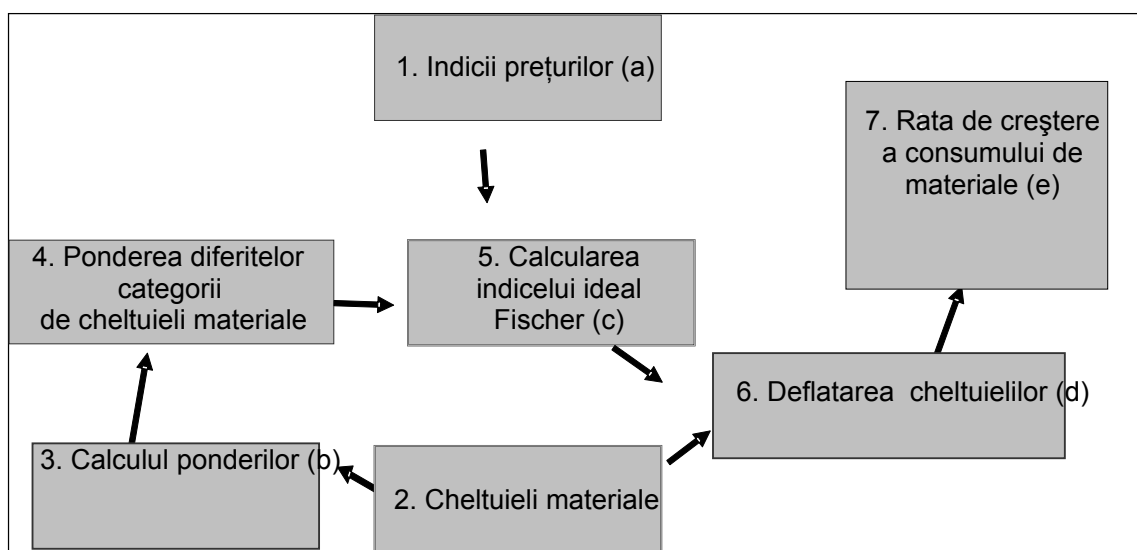 1. Indicii prețurilor (a)
7. Rata de creştere
a consumului de
materiale (e)
4. Ponderea diferitelor
categorii
de cheltuieli materiale
5. Calcularea
indicelui ideal
Fischer (c)
6. Deflatarea cheltuielilor (d)
3. Calculul ponderilor (b)
2. Cheltuieli materiale